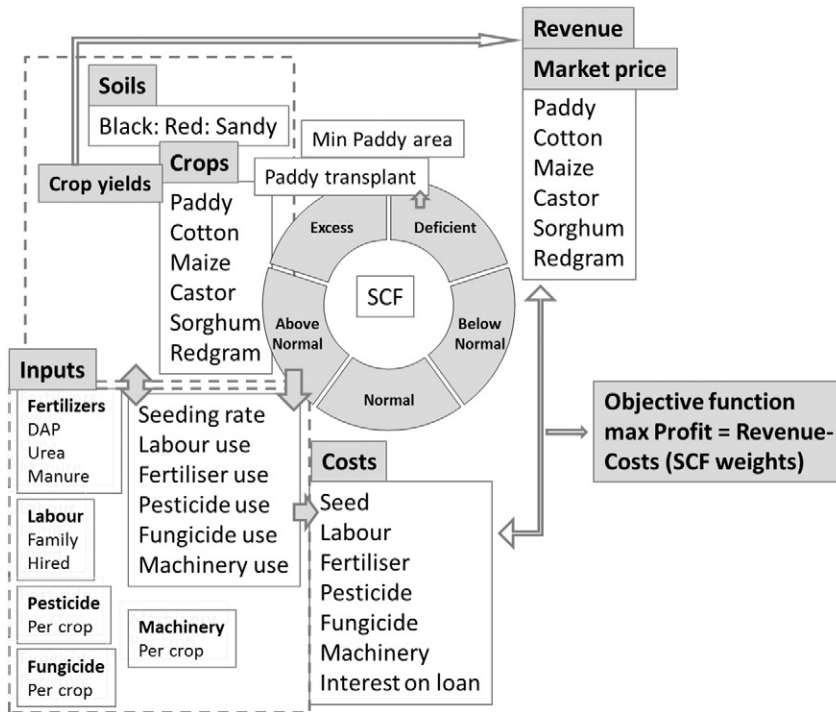 Revenue
Market price
Paddy
Cotton
Maize
Castor
Sorghum
Redgram
Soils
Black: Red: Sandy
Crop yields
Crops
Paddy
Cotton
Maize
Castor
Sorghum
Redgram
Min Paddy area
Paddy transplant
Excess
Deficient
SCF
Above
Normal
Below
Normal
Normal
Inputs
Fertilizers
DAP
Urea
Manure
Labour
Family
Hired
Pesticide
Per crop
Fungicide
Per crop
Machinery
Per crop
Seeding rate
Labour use
Fertiliser use
Pesticide use
Fungicide use
Machinery use
Costs
Seed
Labour
Fertiliser
Pesticide
Fungicide
Machinery
Interest on loan
Objective function
max Profit = Revenue-
Costs (SCF weights)